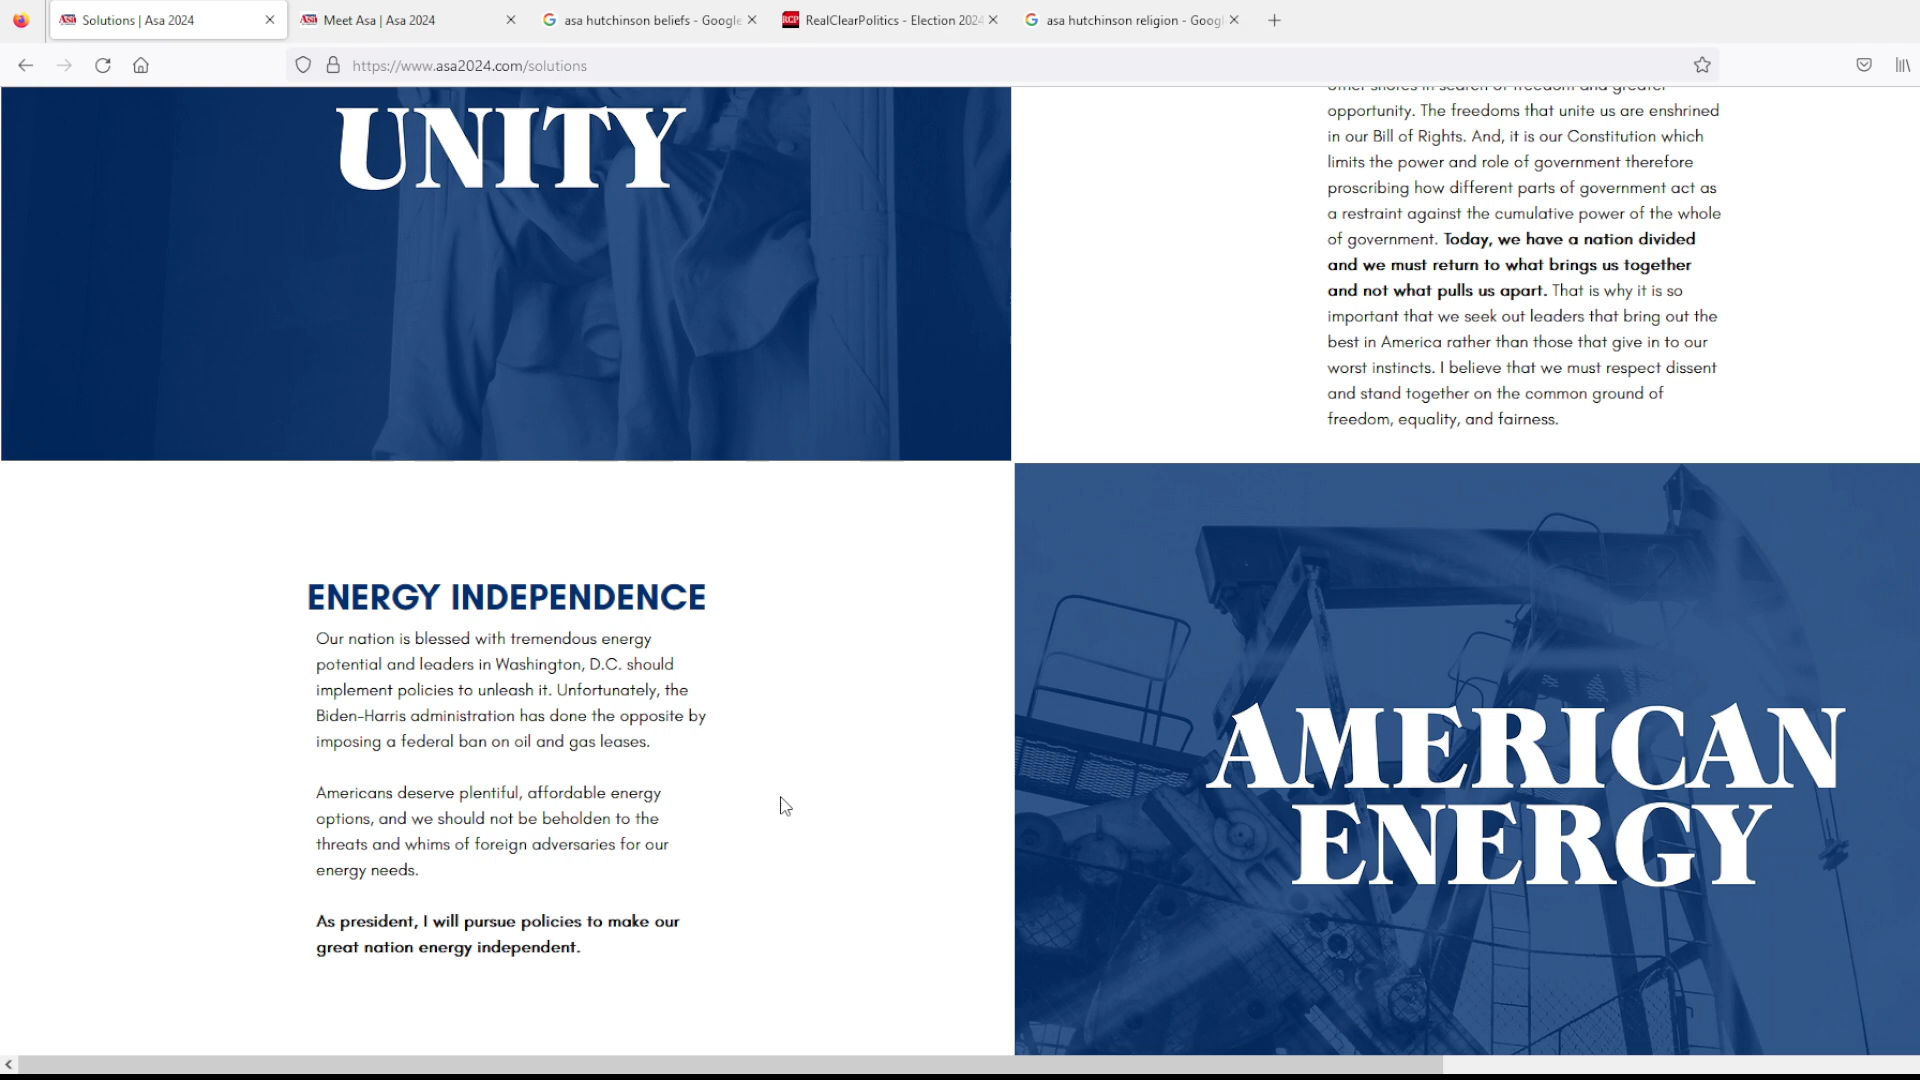 Solutions | Asa 2024
Meet Asa | Asa 2024
asa hutchinson beliefs - Google
RCP RealClearPolitics - Election 2024
asa hutchinson religion - Googl
https://www.asa2024.com/solutions
UNITY
other shores in search of freedom and greater
opportunity. The freedoms that unite us are enshrined
in our Bill of Rights. And, it is our Constitution which
limits the power and role of government therefore
proscribing how different parts of government act as
a restraint against the cumulative power of the whole
of government. Today, we have a nation divided
and we must return to what brings us together
and not what pulls us apart. That is why it is so
important that we seek out leaders that bring out the
best in America rather than those that give in to our
worst instincts. I believe that we must respect dissent
and stand together on the common ground of
freedom, equality, and fairness.
ENERGY INDEPENDENCE
Our nation is blessed with tremendous energy
potential and leaders in Washington, D.C. should
implement policies to unleash it. Unfortunately, the
Biden-Harris administration has done the opposite by
imposing a federal ban on oil and gas leases.
Americans deserve plentiful, affordable energy
options, and we should not be beholden to the
threats and whims of foreign adversaries for our
energy needs.
As president, I will pursue policies to make our
great nation energy independent.
AMERICAN
ENERGY